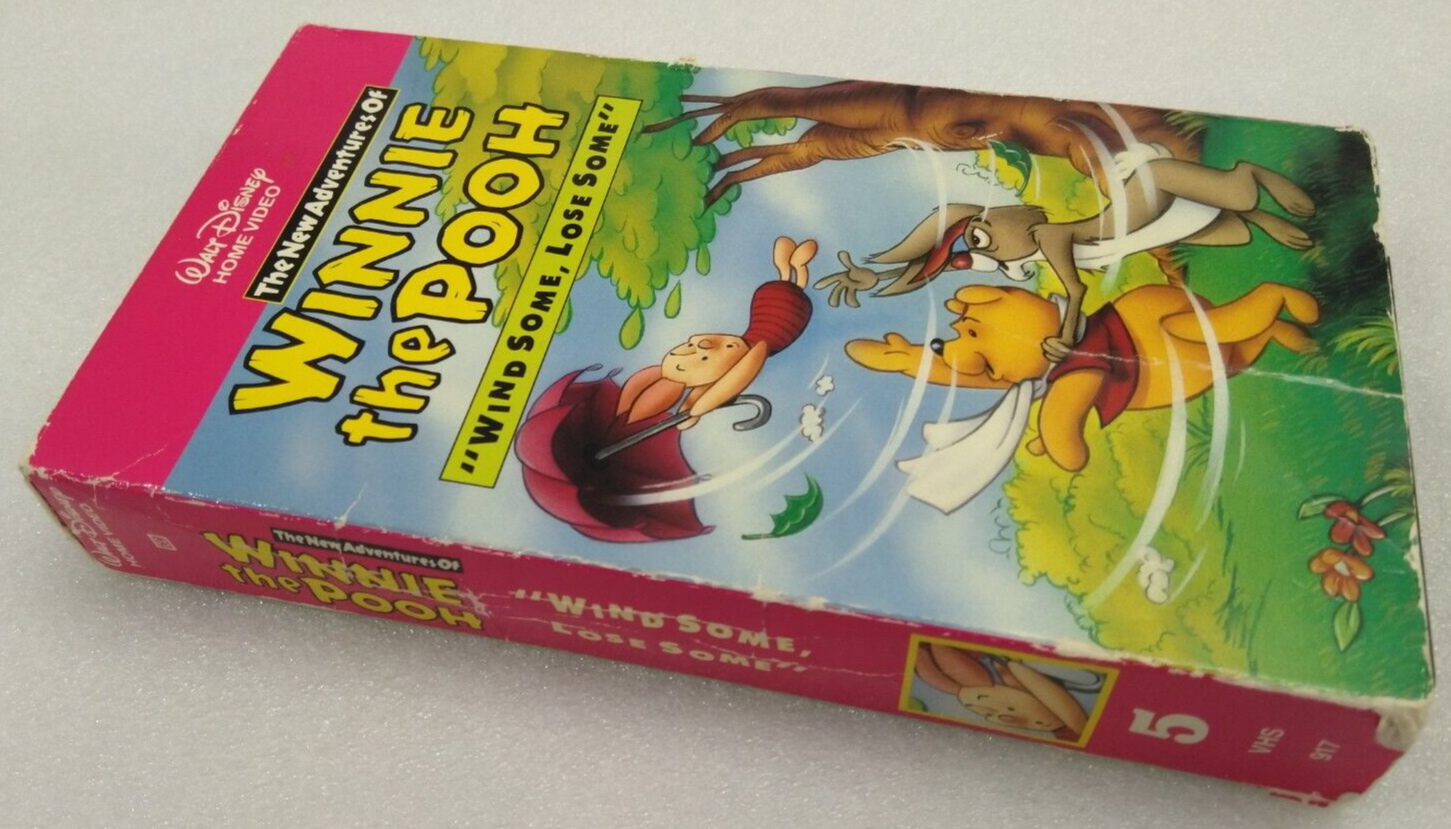 WALT DISNEY
HOME VIDEO
The New Adventures Of
WINNIE
the POOH
"WIND SOME, LOSE SOME"
WALT DISNEY
HOME VIDEO
The New Adventures Of
WINNIE
the POOH
"WIND SOME,
LOSE SOME"
5
VHS
917